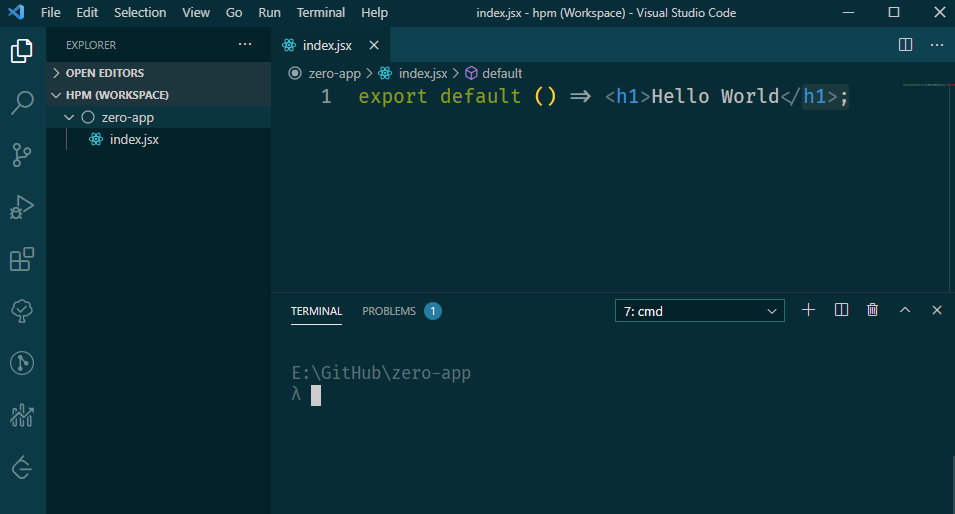 File Edit Selection View Go Run Terminal Help index.jsx - hpm (Workspace) - Visual Studio Code
EXPLORER
OPEN EDITORS
HPM (WORKSPACE)
zero-app
index.jsx
index.jsx
zero-app > index.jsx > default
1 export default () => <h1>Hello World</h1>;
TERMINAL PROBLEMS 1 7: cmd
E:\GitHub\zero-app
λ